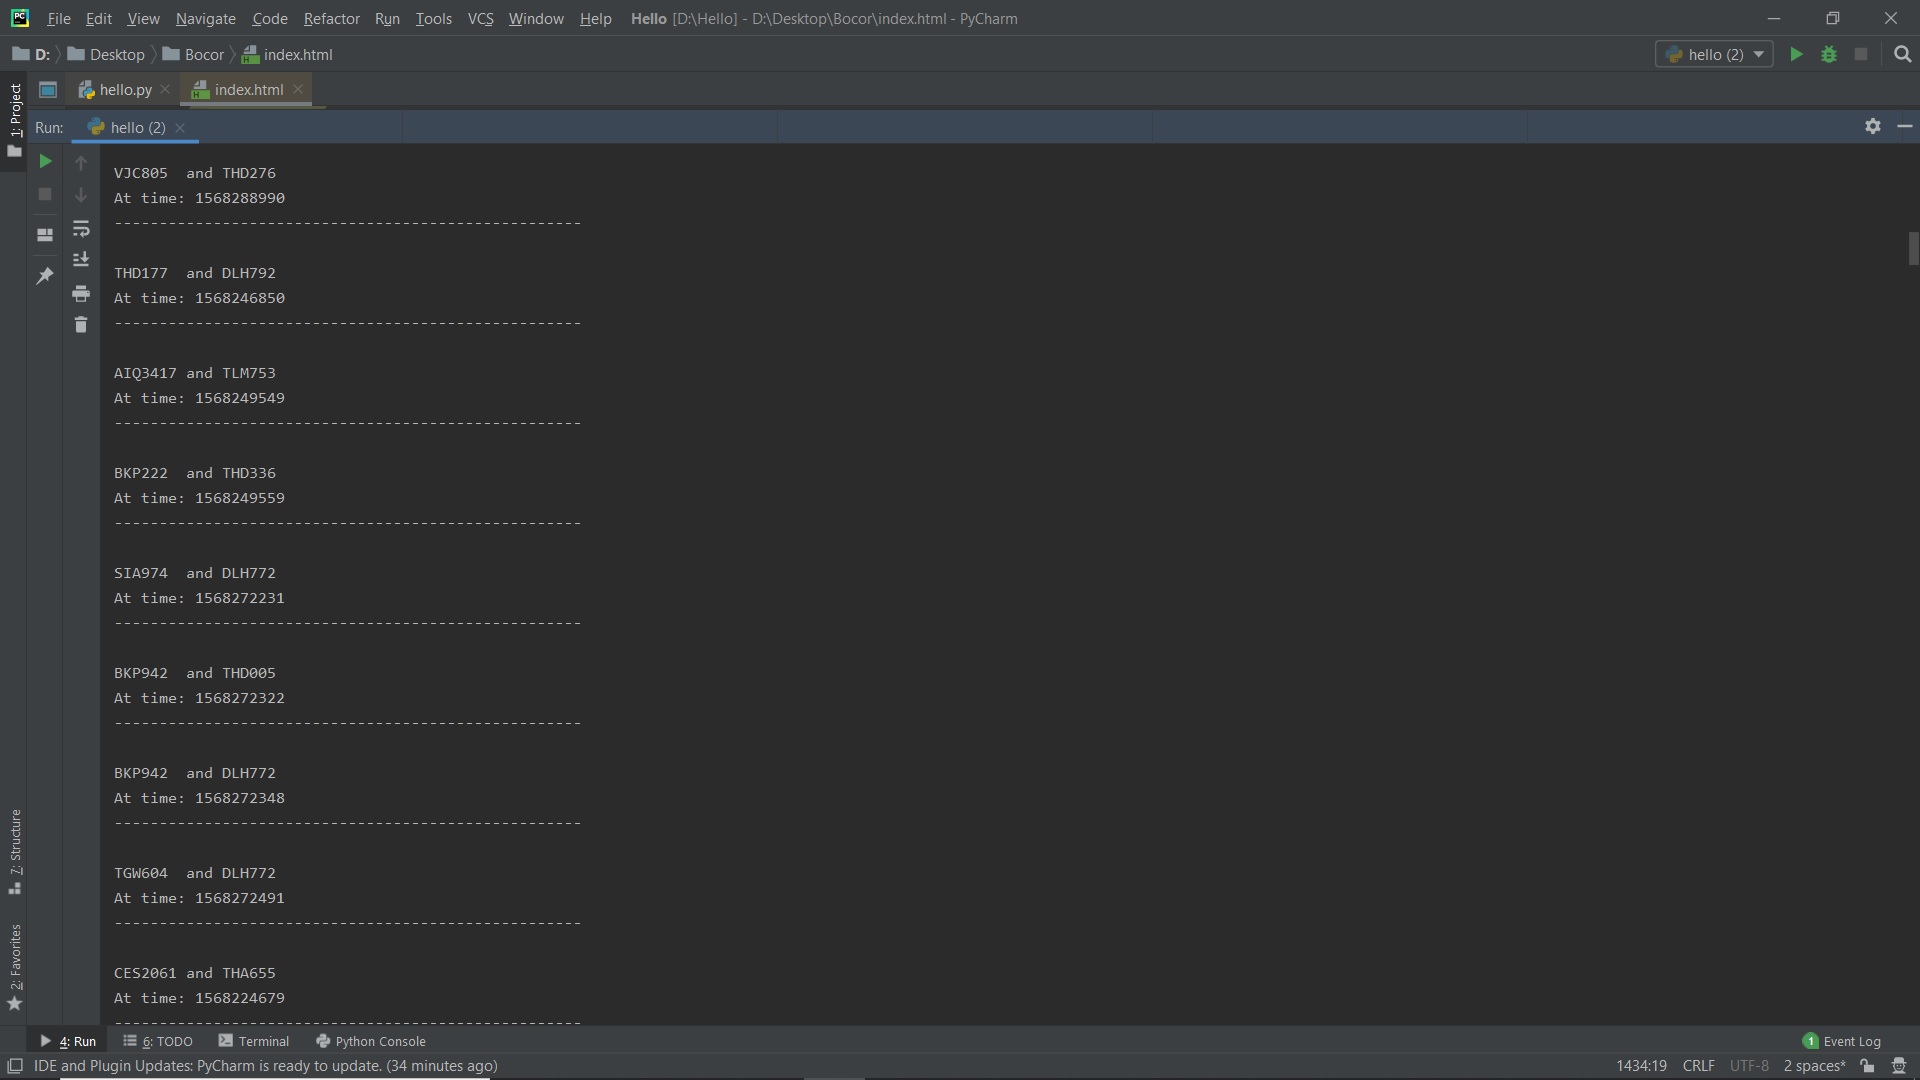 File Edit View Navigate Code Refactor Run Tools VCS Window Help Hello [D:\Hello] - D:\Desktop\Bocor\index.html - PyCharm
D: Desktop Bocor index.html hello (2)
hello.py index.html
1: Project
Run: hello (2)
VJC805  and THD276
At time: 1568288990
----------------------------------------------------
THD177  and DLH792
At time: 1568246850
----------------------------------------------------
AIQ3417 and TLM753
At time: 1568249549
----------------------------------------------------
BKP222  and THD336
At time: 1568249559
----------------------------------------------------
SIA974  and DLH772
At time: 1568272231
----------------------------------------------------
BKP942  and THD005
At time: 1568272322
----------------------------------------------------
BKP942  and DLH772
At time: 1568272348
----------------------------------------------------
TGW604  and DLH772
At time: 1568272491
----------------------------------------------------
CES2061 and THA655
At time: 1568224679
----------------------------------------------------
7: Structure
2: Favorites
4: Run 6: TODO Terminal Python Console 1 Event Log
IDE and Plugin Updates: PyCharm is ready to update. (34 minutes ago) 1434:19 CRLF UTF-8 2 spaces*